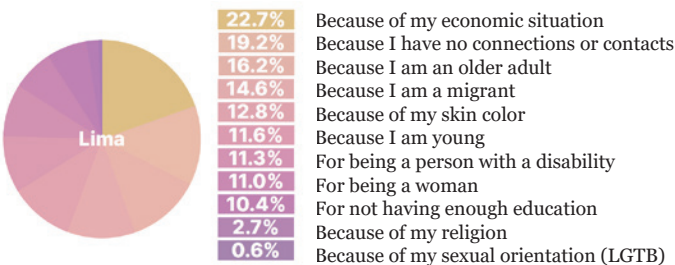 Lima
22.7% Because of my economic situation
19.2% Because I have no connections or contacts
16.2% Because I am an older adult
14.6% Because I am a migrant
12.8% Because of my skin color
11.6% Because I am young
11.3% For being a person with a disability
11.0% For being a woman
10.4% For not having enough education
2.7% Because of my religion
0.6% Because of my sexual orientation (LGTB)